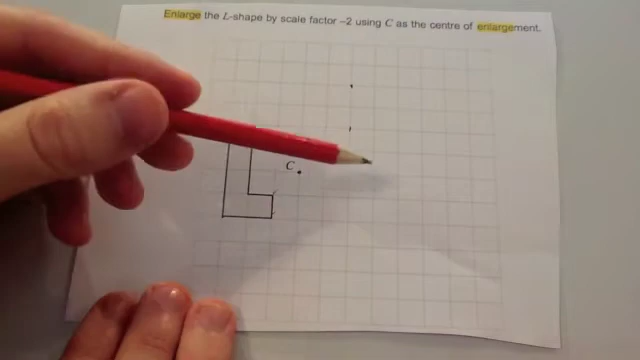 Enlarge the L-shape by scale factor –2 using C as the centre of enlargement.
C